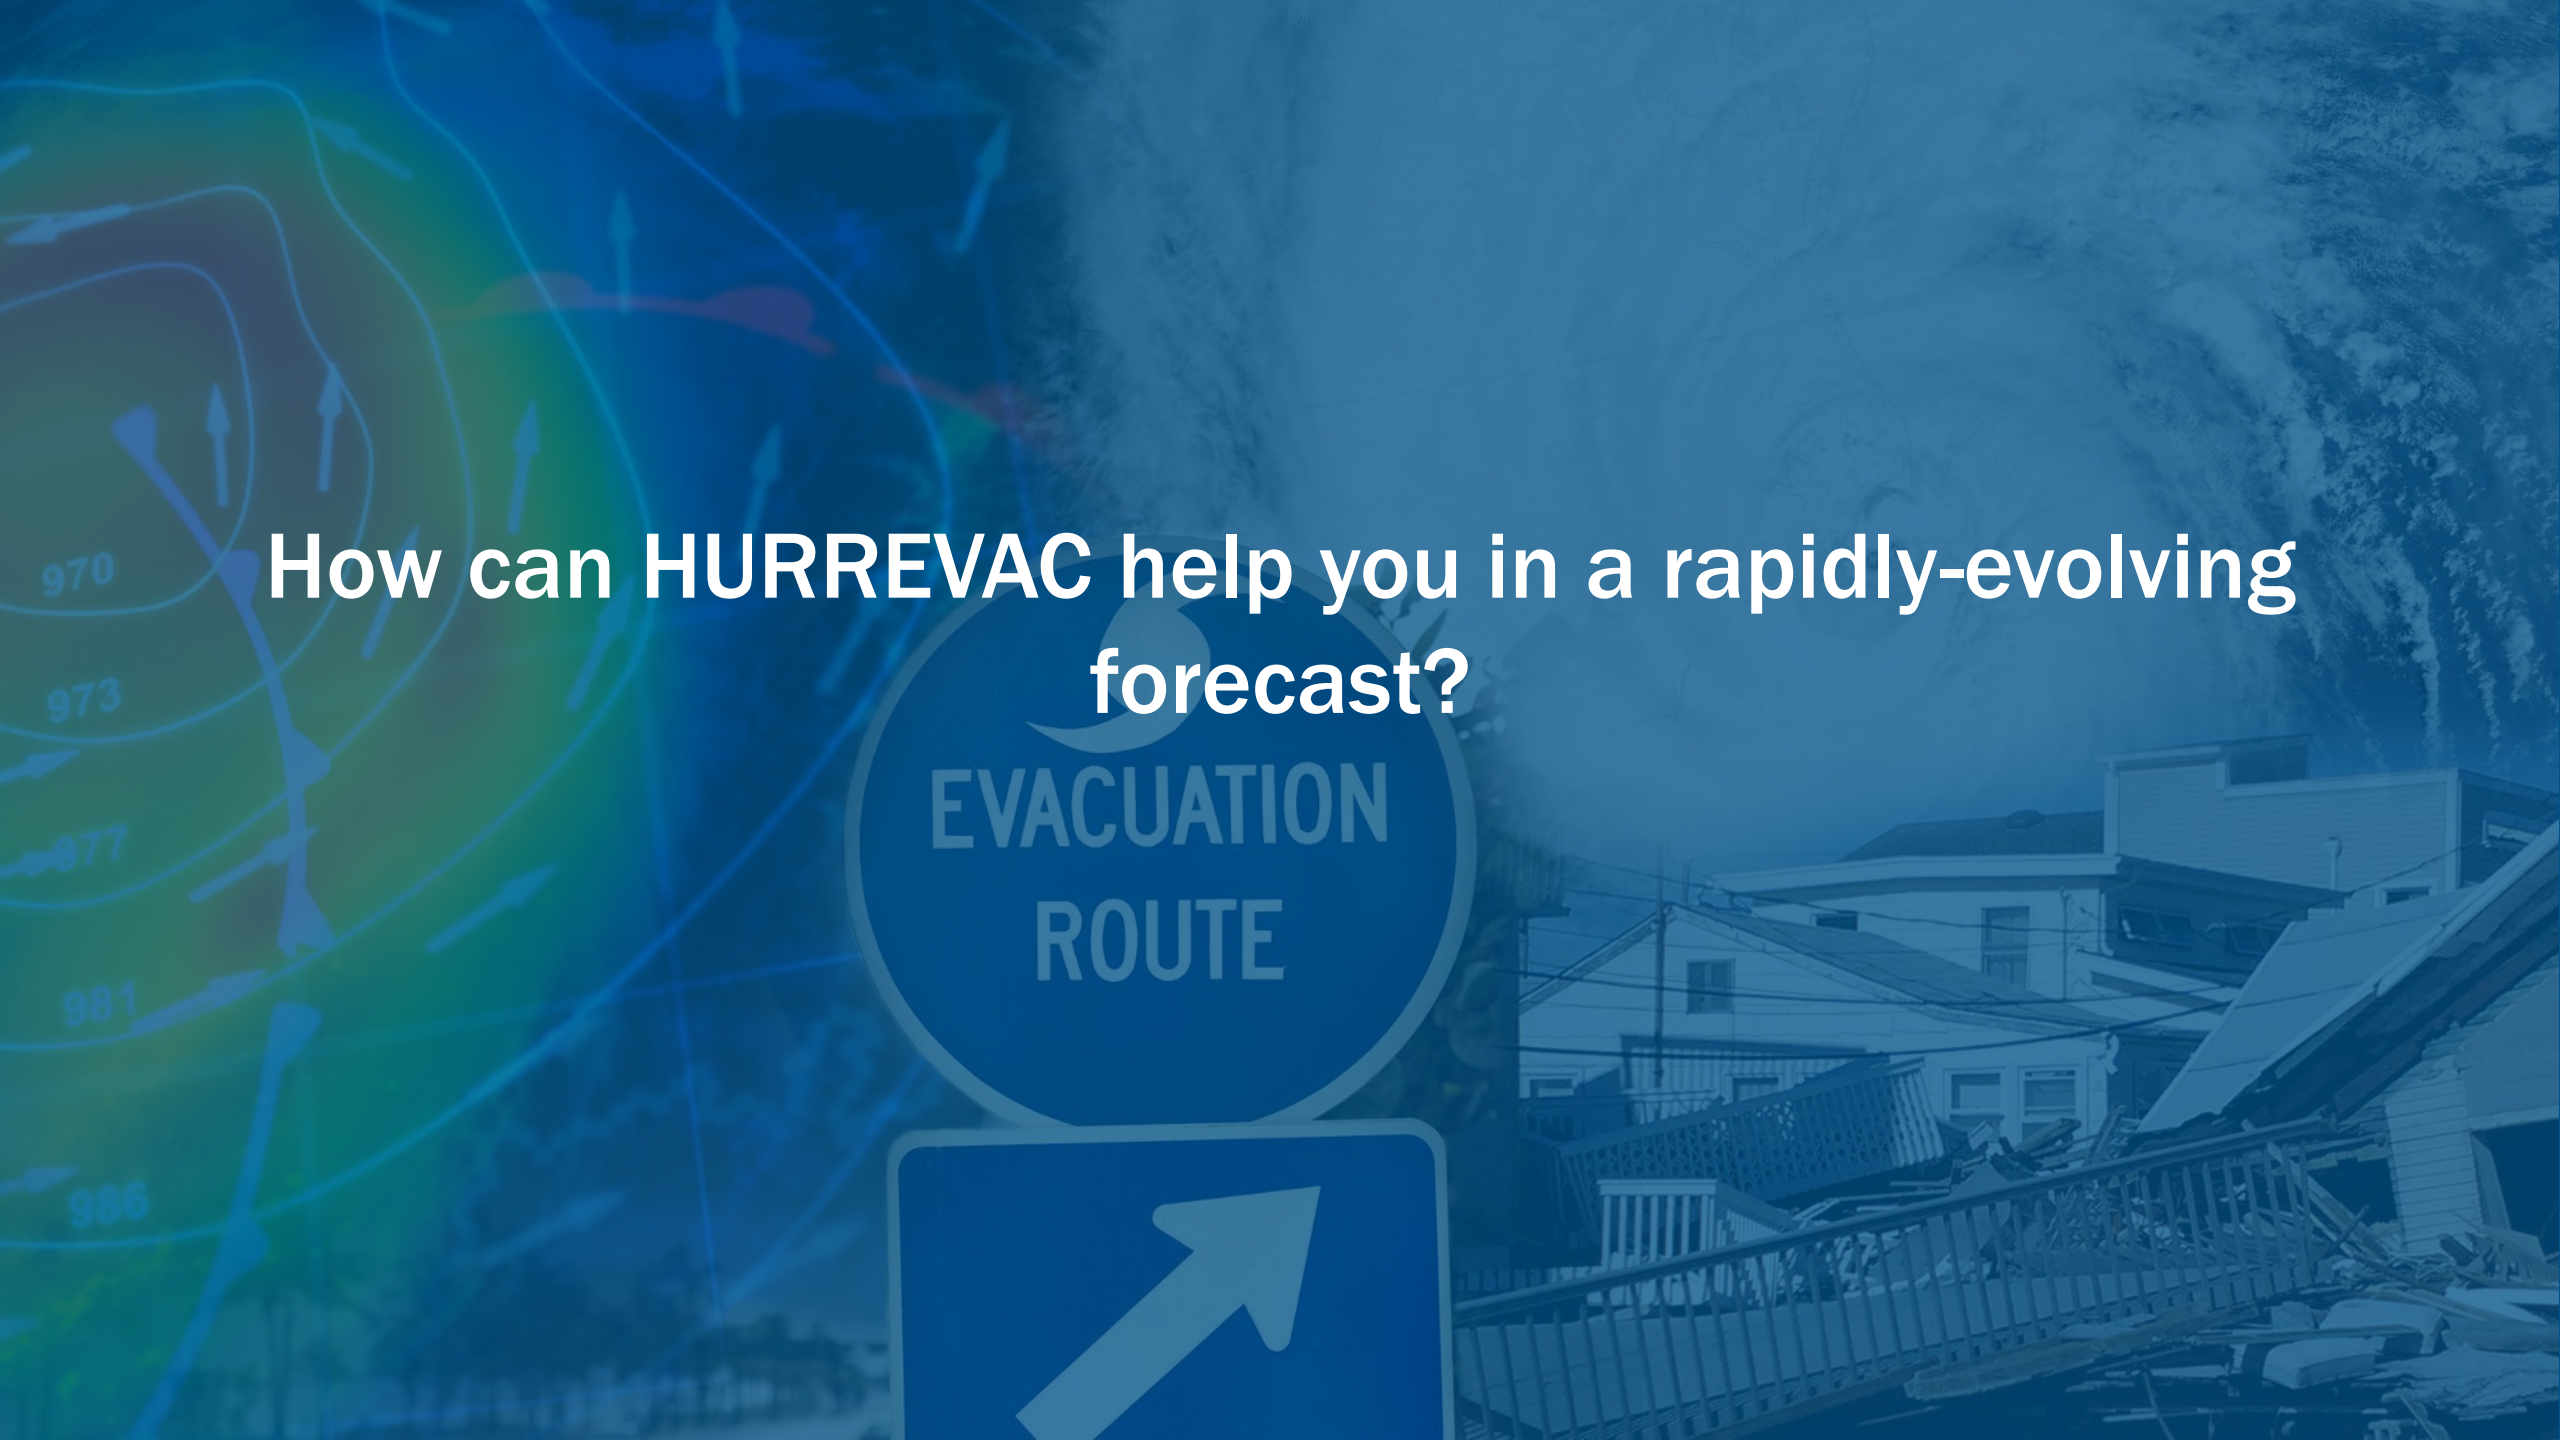 How can HURREVAC help you in a rapidly-evolving
forecast?
EVACUATION
ROUTE
970
973
977
981
986